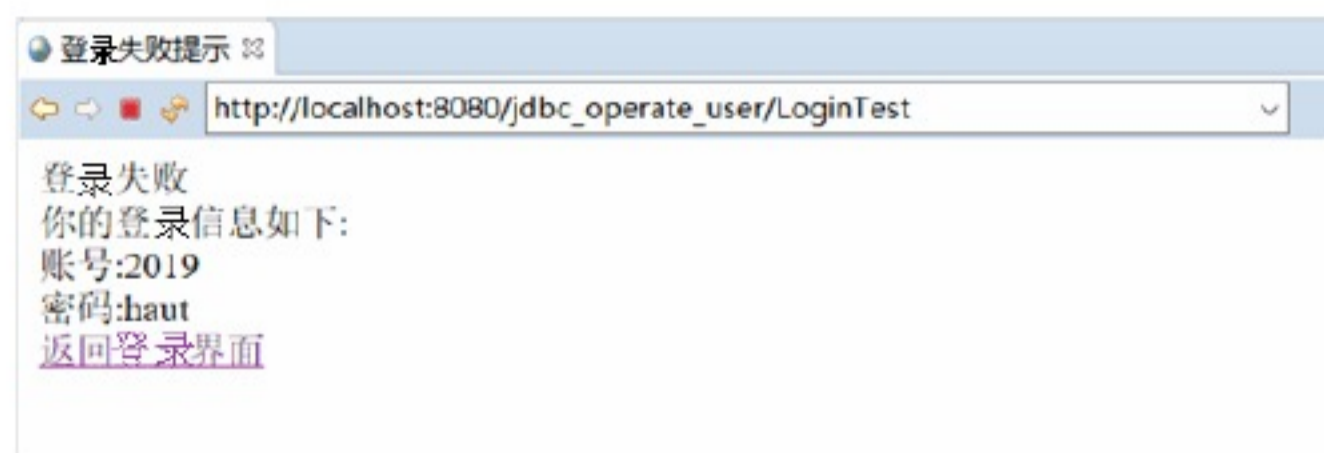 登录失败提示
http://localhost:8080/jdbc_operate_user/LoginTest
登录失败
你的登录信息如下:
账号:2019
密码:haut
返回登录界面